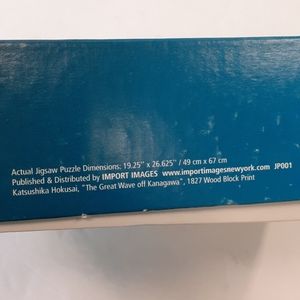 Actual Jigsaw Puzzle Dimensions: 19.25" x 26.625" / 49 cm x 67 cm
Published & Distributed by IMPORT IMAGES www.importimagesnewyork.com JP001
Katsushika Hokusai, "The Great Wave off Kanagawa", 1827 Wood Block Print